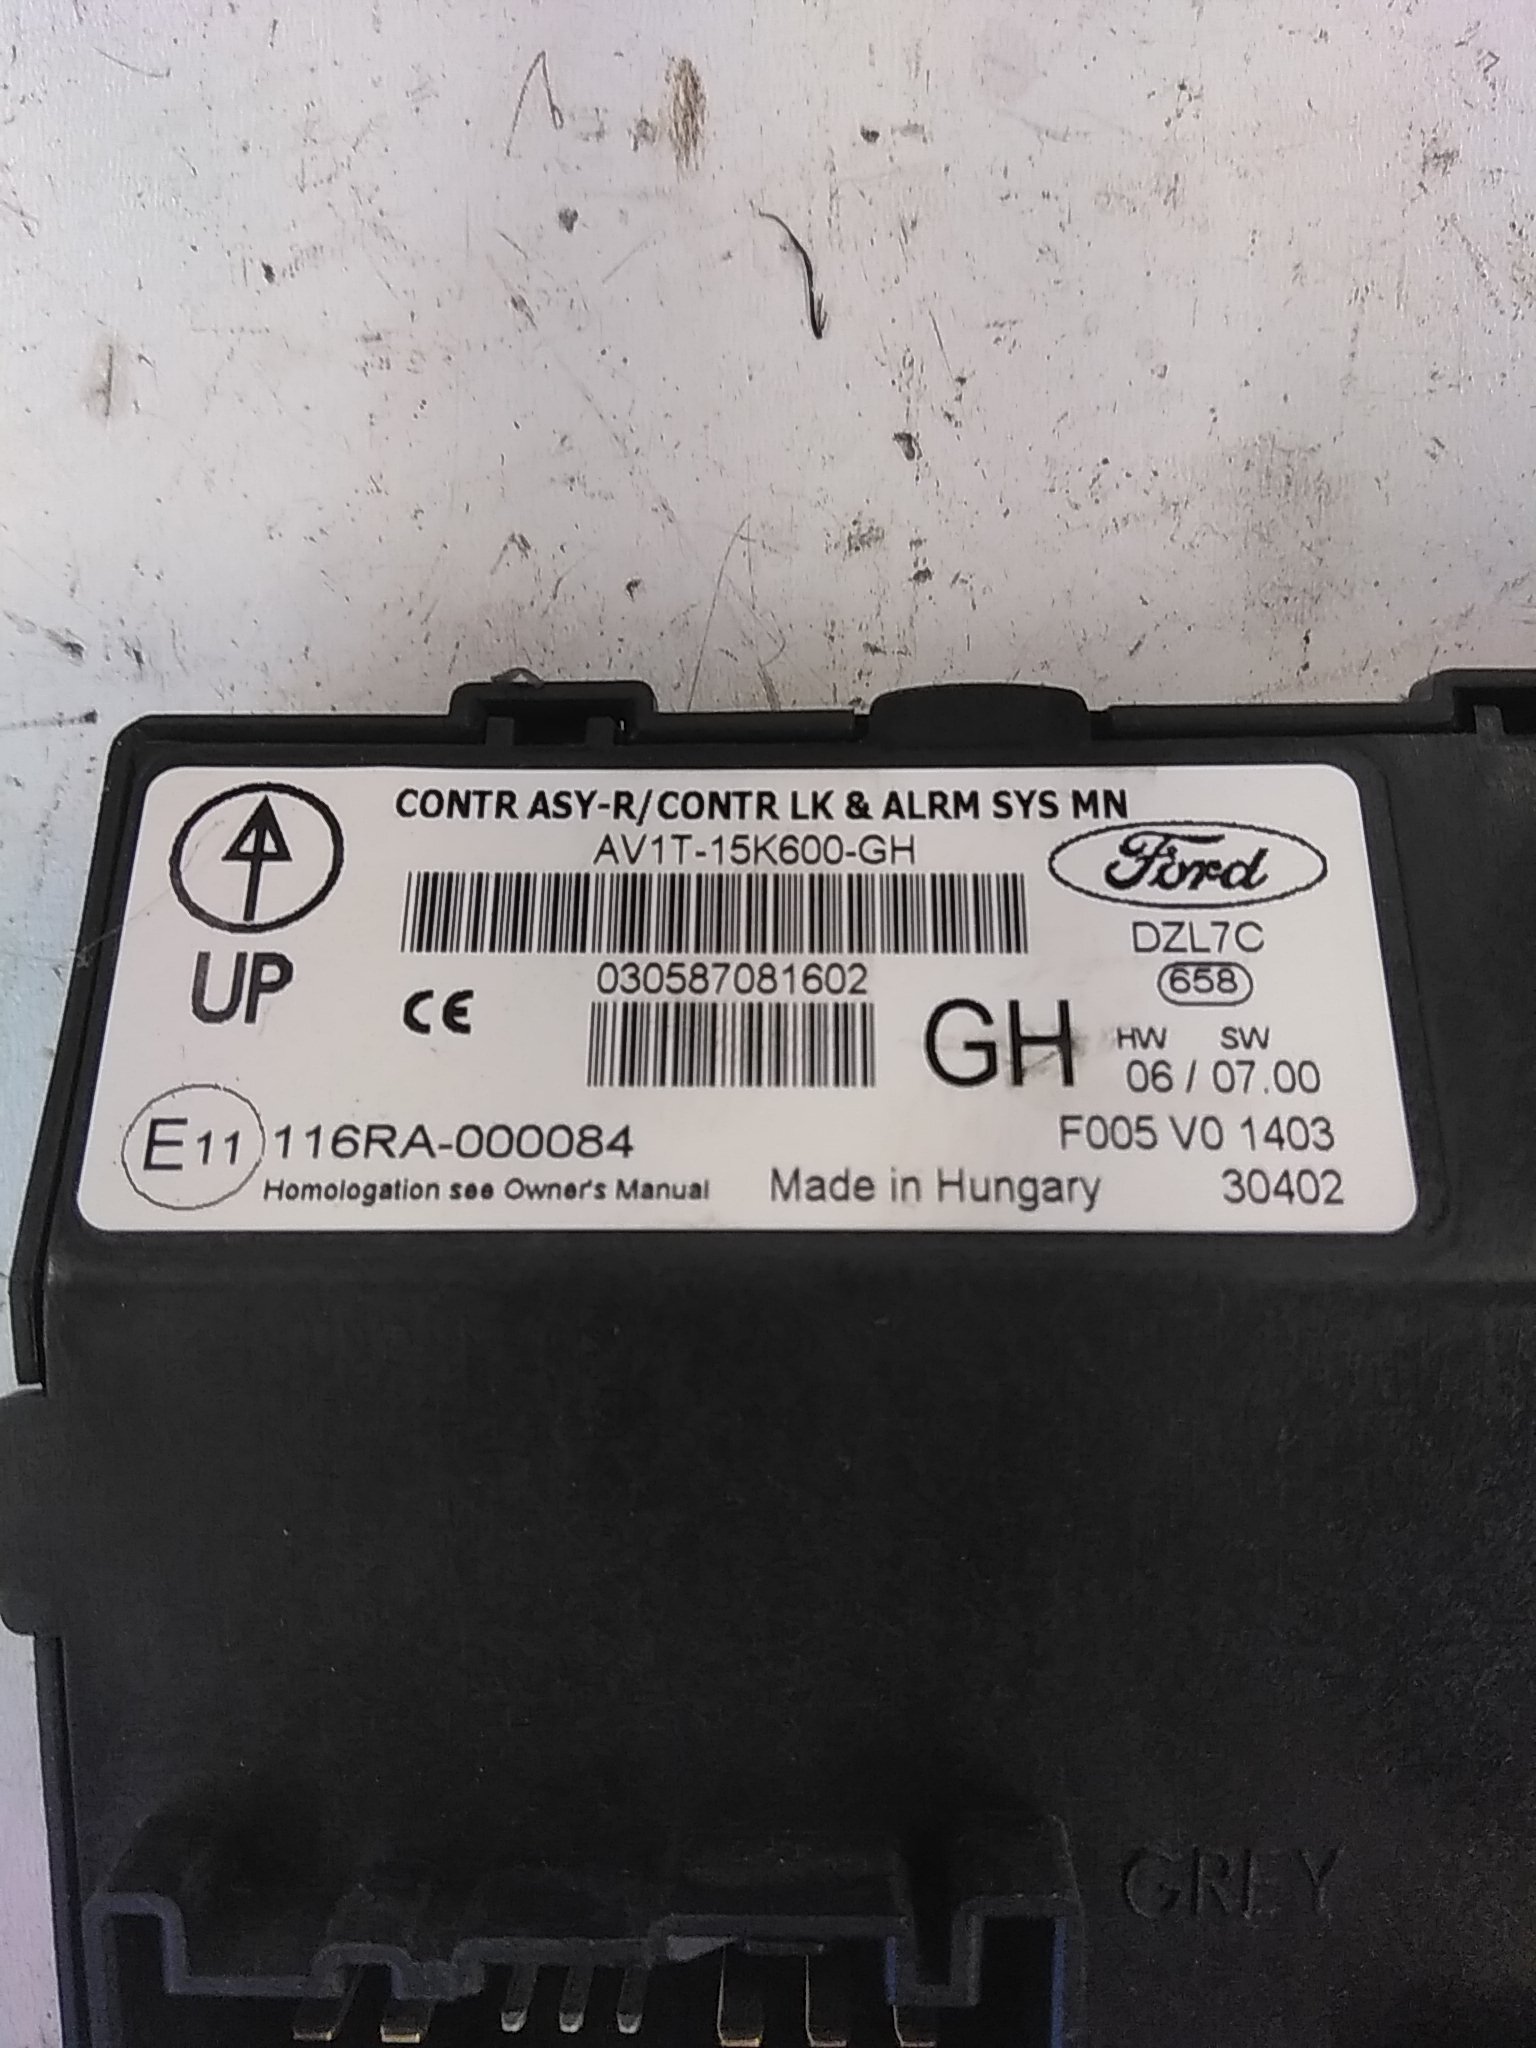 CONTR ASY-R/CONTR LK & ALRM SYS MN
AV1T-15K600-GH
Ford
UP
DZL7C
030587081602
658
CE
GH
HW SW
06 / 07.00
E11 116RA-000084
F005 V0 1403
Homologation see Owner's Manual
Made in Hungary
30402
GREY